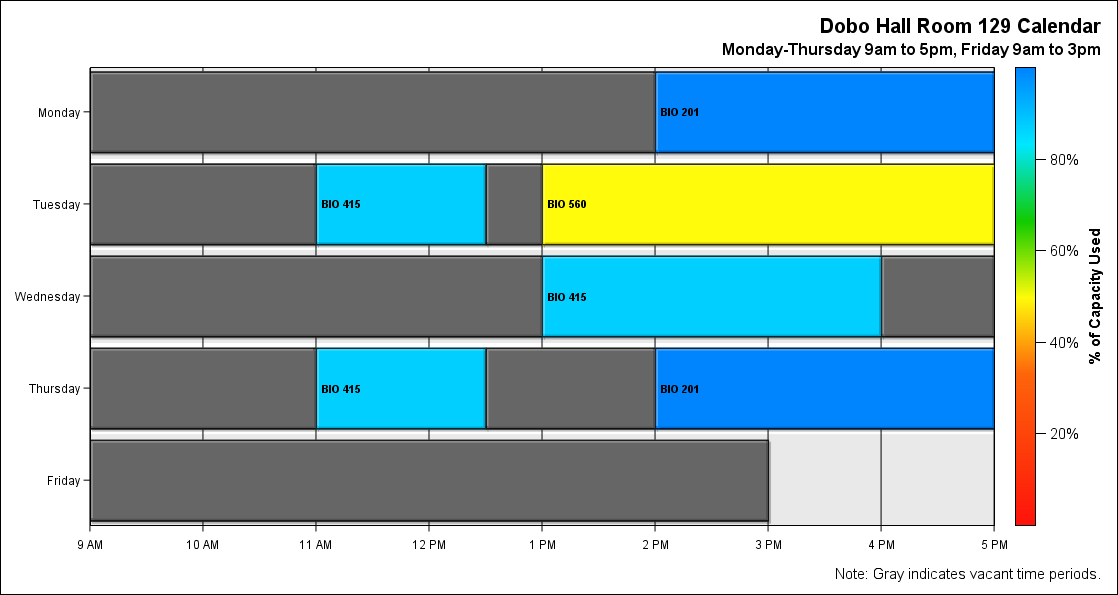 Dobo Hall Room 129 Calendar
Monday-Thursday 9am to 5pm, Friday 9am to 3pm
Monday
BIO 201
Tuesday
BIO 415
BIO 560
Wednesday
BIO 415
Thursday
BIO 415
BIO 201
Friday
9 AM
10 AM
11 AM
12 PM
1 PM
2 PM
3 PM
4 PM
5 PM
80%
60%
40%
20%
% of Capacity Used
Note: Gray indicates vacant time periods.